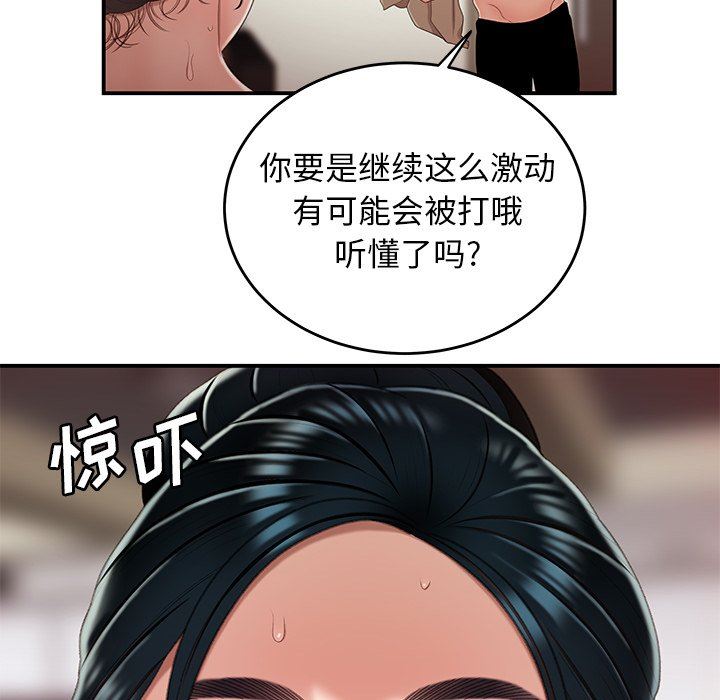 你要是继续这么激动
有可能会被打哦
听懂了吗?
惊吓